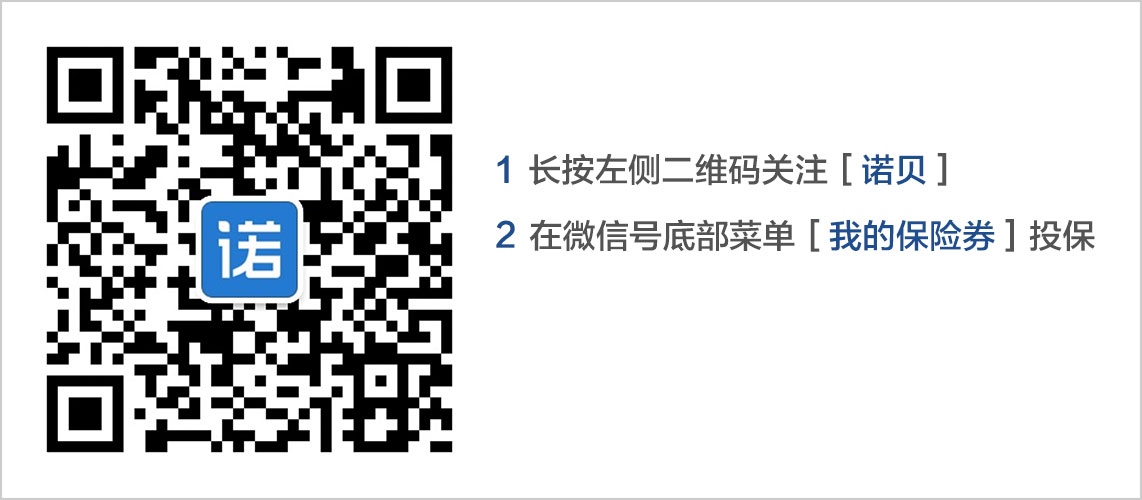 诺
1 长按左侧二维码关注 [ 诺贝 ]
2 在微信号底部菜单 [ 我的保险券 ] 投保